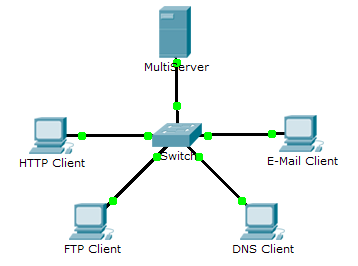 MultiServer
Switch
HTTP Client
E-Mail Client
FTP Client
DNS Client